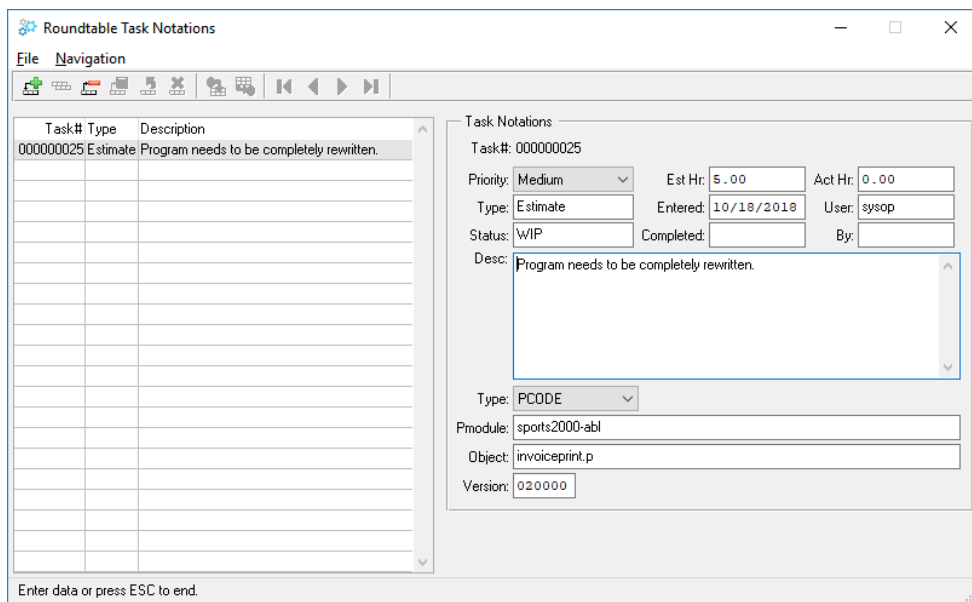 Roundtable Task Notations
File Navigation
Task# Type Description
000000025 Estimate Program needs to be completely rewritten.
Task Notations
Task#: 000000025
Priority: Medium Est Hr: 5.00 Act Hr: 0.00
Type: Estimate Entered: 10/18/2018 User: sysop
Status: WIP Completed: By:
Desc: Program needs to be completely rewritten.
Type: PCODE
Pmodule: sports2000-abl
Object: invoiceprint.p
Version: 020000
Enter data or press ESC to end.